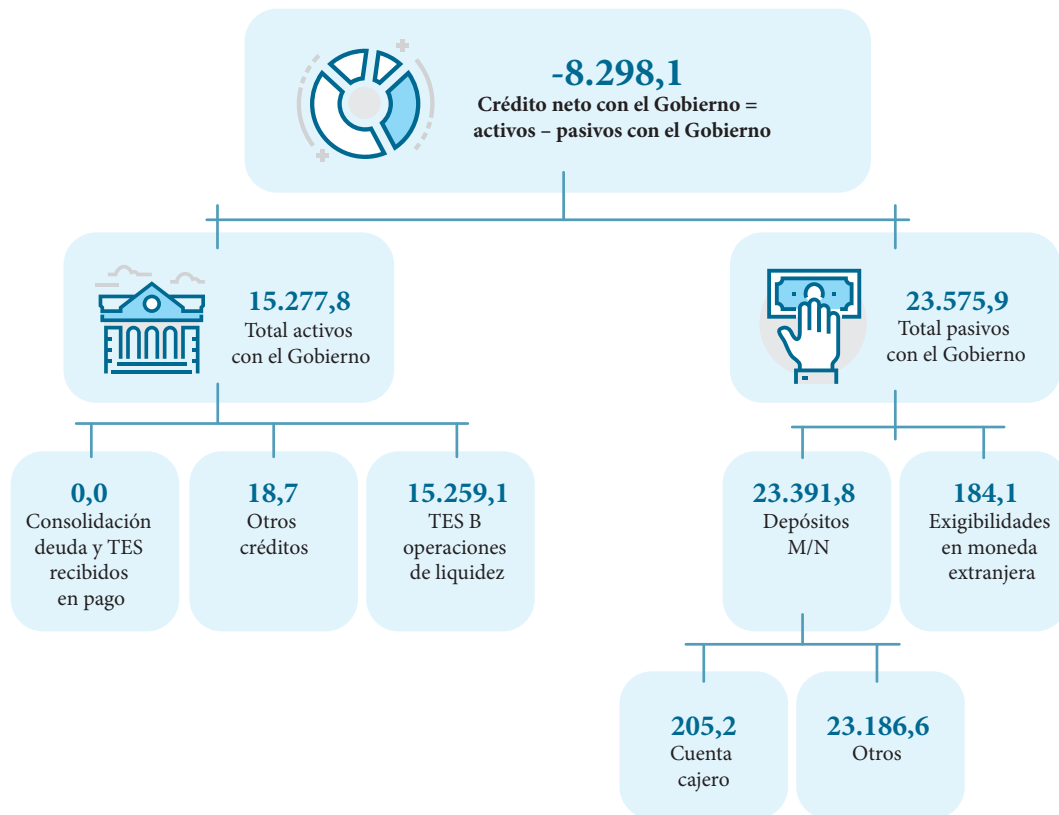 -8.298,1
Crédito neto con el Gobierno =
activos – pasivos con el Gobierno
15.277,8
Total activos
con el Gobierno
23.575,9
Total pasivos
con el Gobierno
0,0
Consolidación
deuda y TES
recibidos
en pago
18,7
Otros
créditos
15.259,1
TES B
operaciones
de liquidez
23.391,8
Depósitos
M/N
184,1
Exigibilidades
en moneda
extranjera
205,2
Cuenta
cajero
23.186,6
Otros